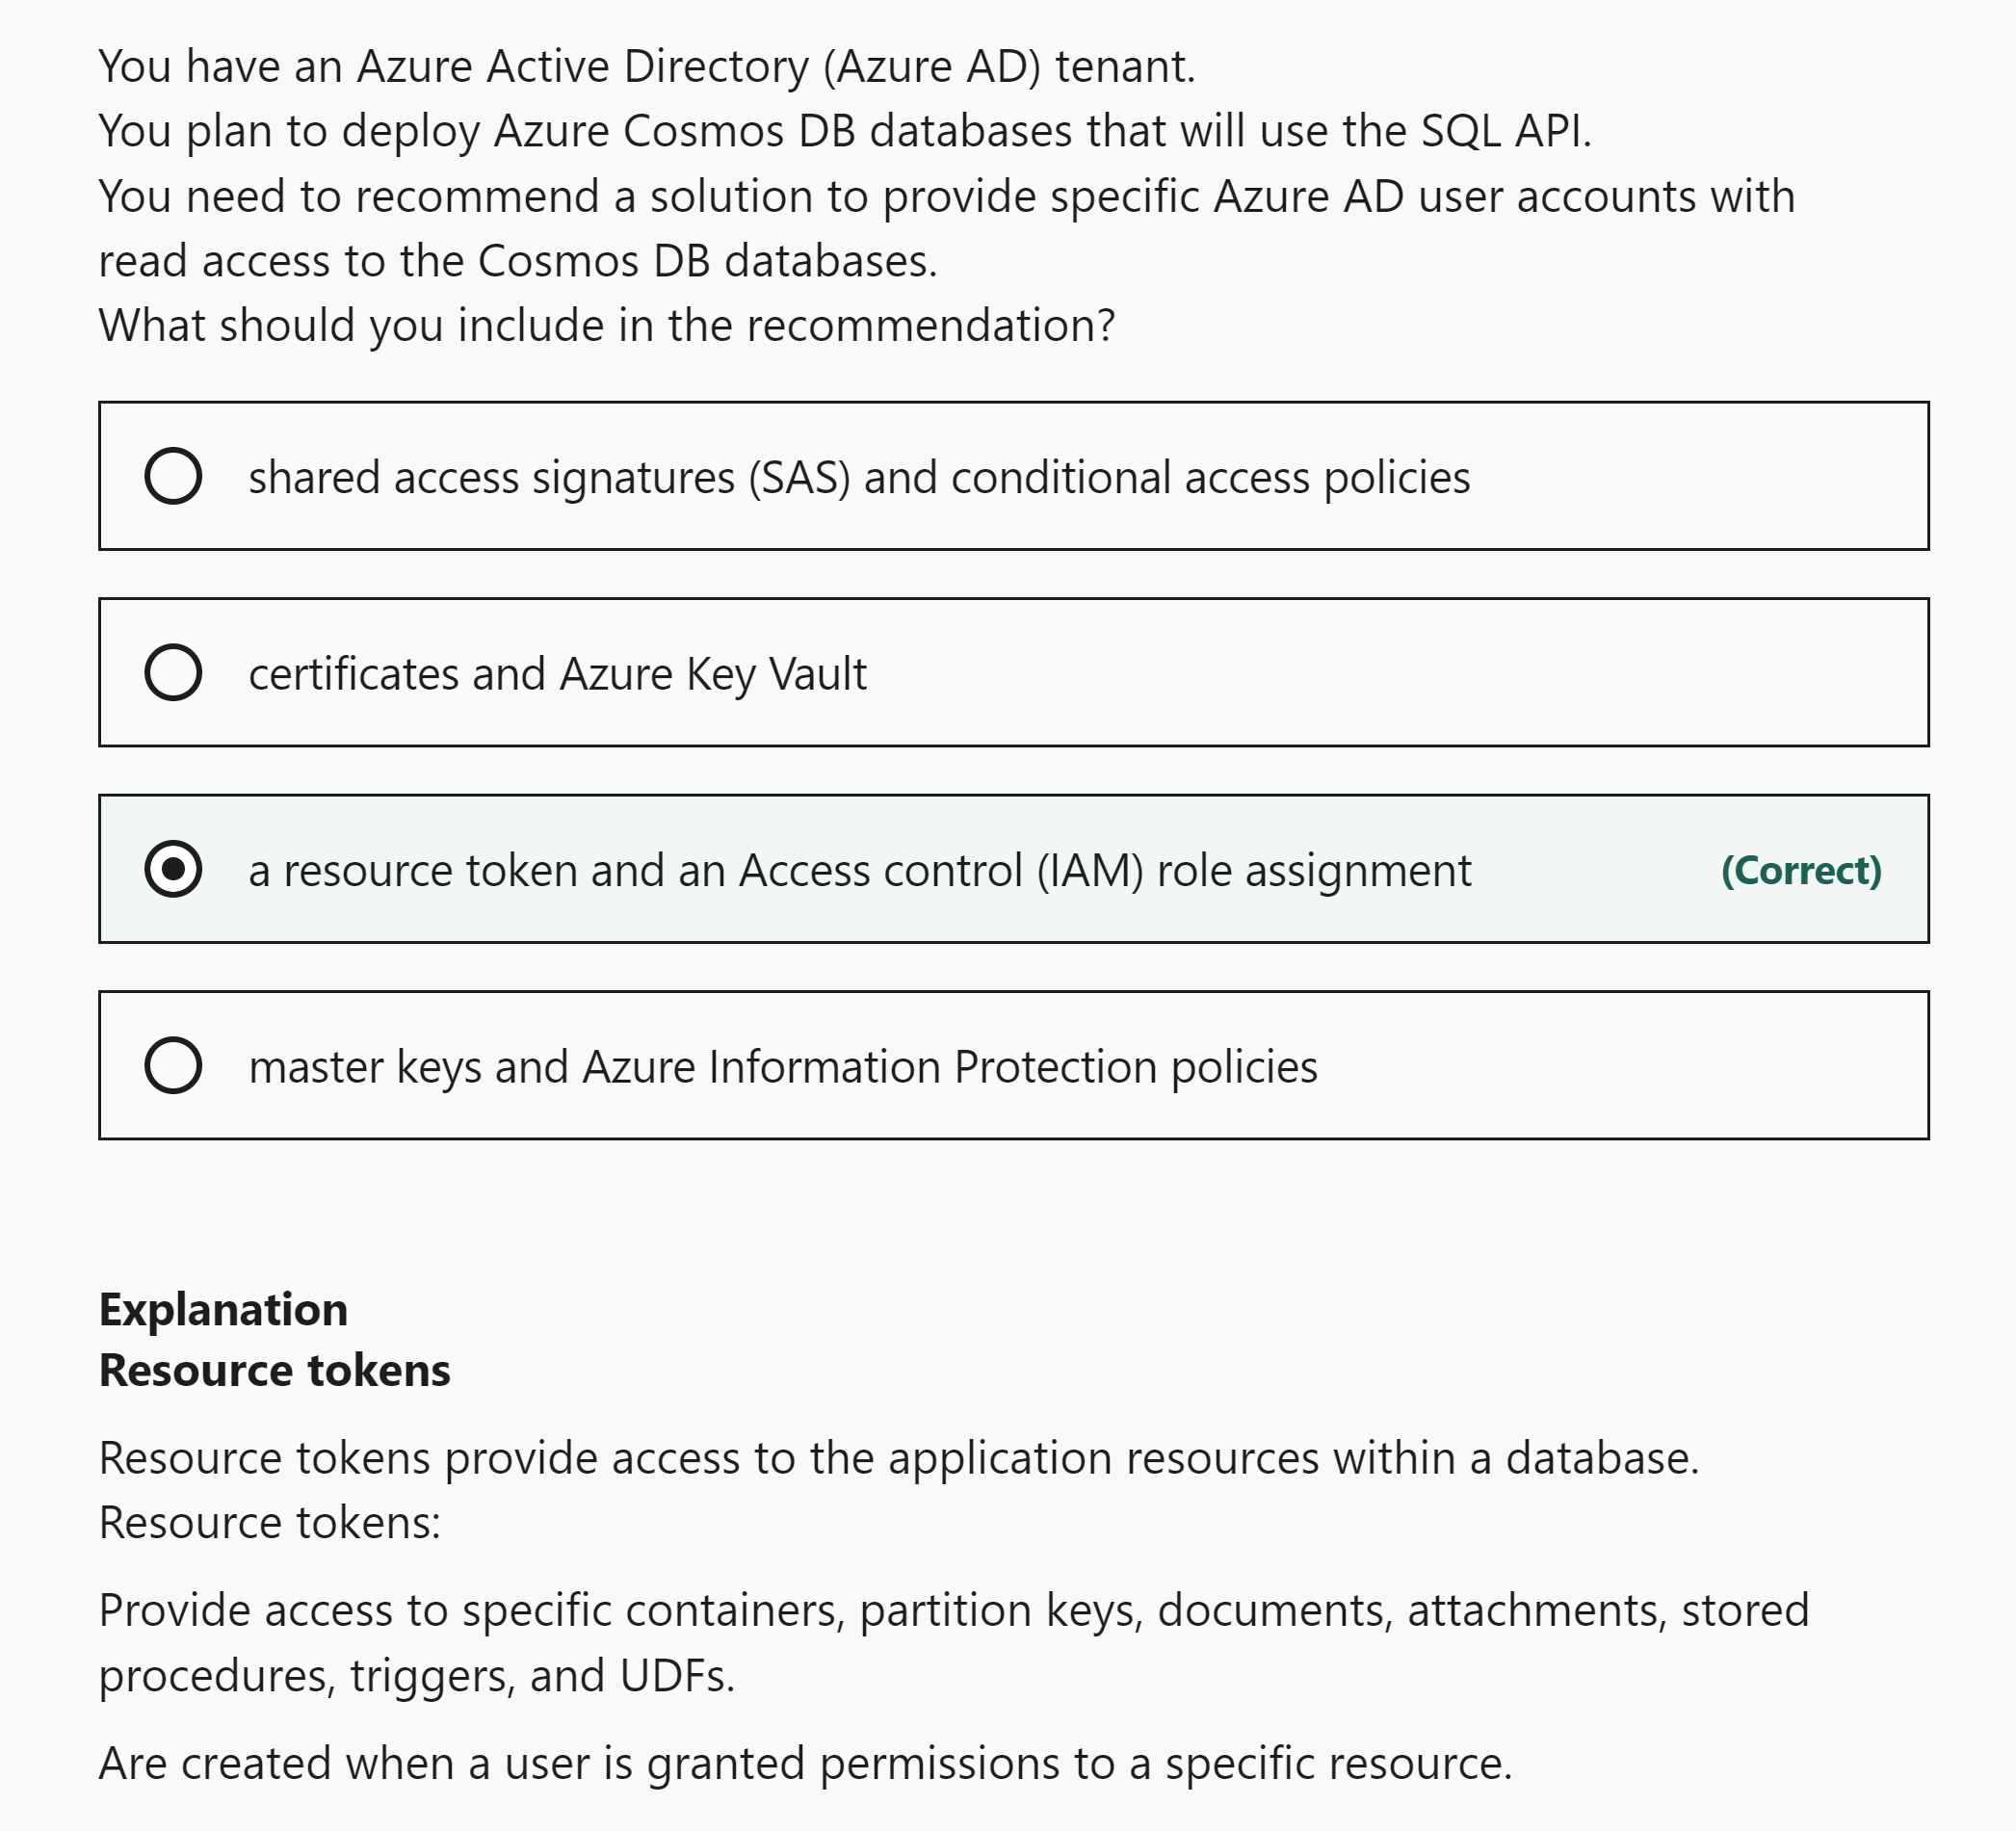 You have an Azure Active Directory (Azure AD) tenant.
You plan to deploy Azure Cosmos DB databases that will use the SQL API.
You need to recommend a solution to provide specific Azure AD user accounts with
read access to the Cosmos DB databases.
What should you include in the recommendation?
shared access signatures (SAS) and conditional access policies
certificates and Azure Key Vault
a resource token and an Access control (IAM) role assignment (Correct)
master keys and Azure Information Protection policies
Explanation
Resource tokens
Resource tokens provide access to the application resources within a database.
Resource tokens:
Provide access to specific containers, partition keys, documents, attachments, stored
procedures, triggers, and UDFs.
Are created when a user is granted permissions to a specific resource.